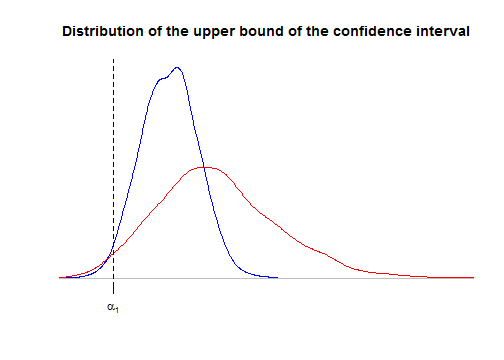 Distribution of the upper bound of the confidence interval
α₁